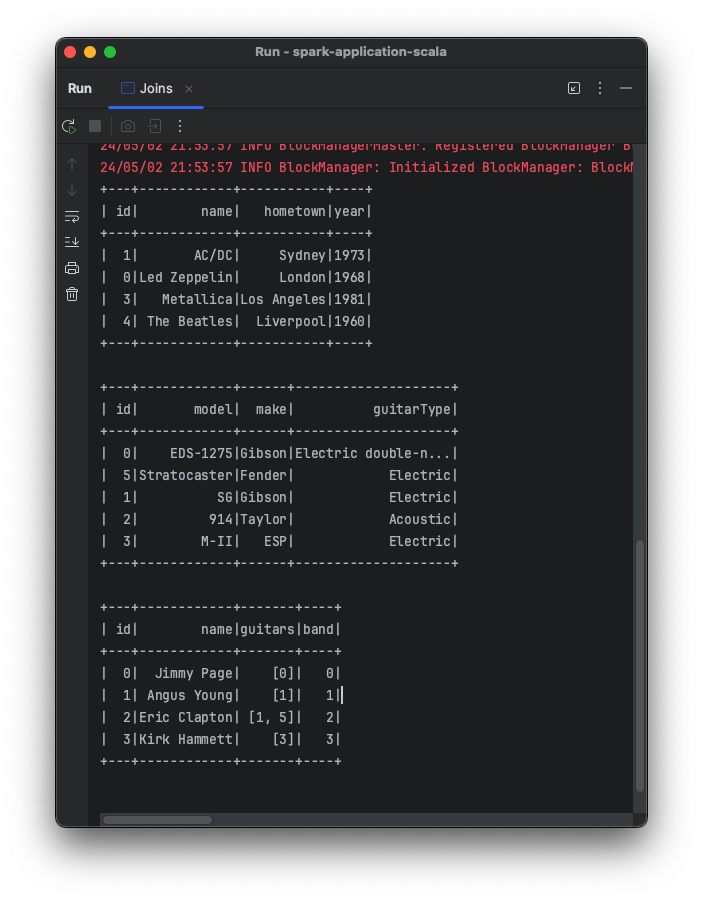 Run - spark-application-scala
Run Joins
24/05/02 21:53:57 INFO BlockManagerMaster: Registered BlockManager B
24/05/02 21:53:57 INFO BlockManager: Initialized BlockManager: BlockM
+---+------------+-----------+----+
| id|        name|   hometown|year|
+---+------------+-----------+----+
|  1|       AC/DC|     Sydney|1973|
|  0|Led Zeppelin|     London|1968|
|  3|   Metallica|Los Angeles|1981|
|  4| The Beatles|  Liverpool|1960|
+---+------------+-----------+----+
+---+------------+------+--------------------+
| id|       model|  make|          guitarType|
+---+------------+------+--------------------+
|  0|    EDS-1275|Gibson|Electric double-n...|
|  5|Stratocaster|Fender|            Electric|
|  1|          SG|Gibson|            Electric|
|  2|         914|Taylor|            Acoustic|
|  3|        M-II|   ESP|            Electric|
+---+------------+------+--------------------+
+---+------------+-------+----+
| id|        name|guitars|band|
+---+------------+-------+----+
|  0|  Jimmy Page|    [0]|   0|
|  1| Angus Young|    [1]|   1|
|  2|Eric Clapton| [1, 5]|   2|
|  3|Kirk Hammett|    [3]|   3|
+---+------------+-------+----+